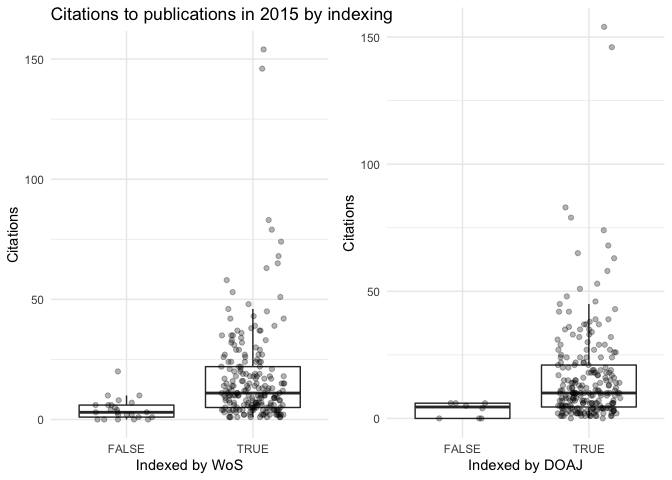 Citations to publications in 2015 by indexing
Citations
150
100
50
0
FALSE TRUE
Indexed by WoS
Citations
150
100
50
0
FALSE TRUE
Indexed by DOAJ